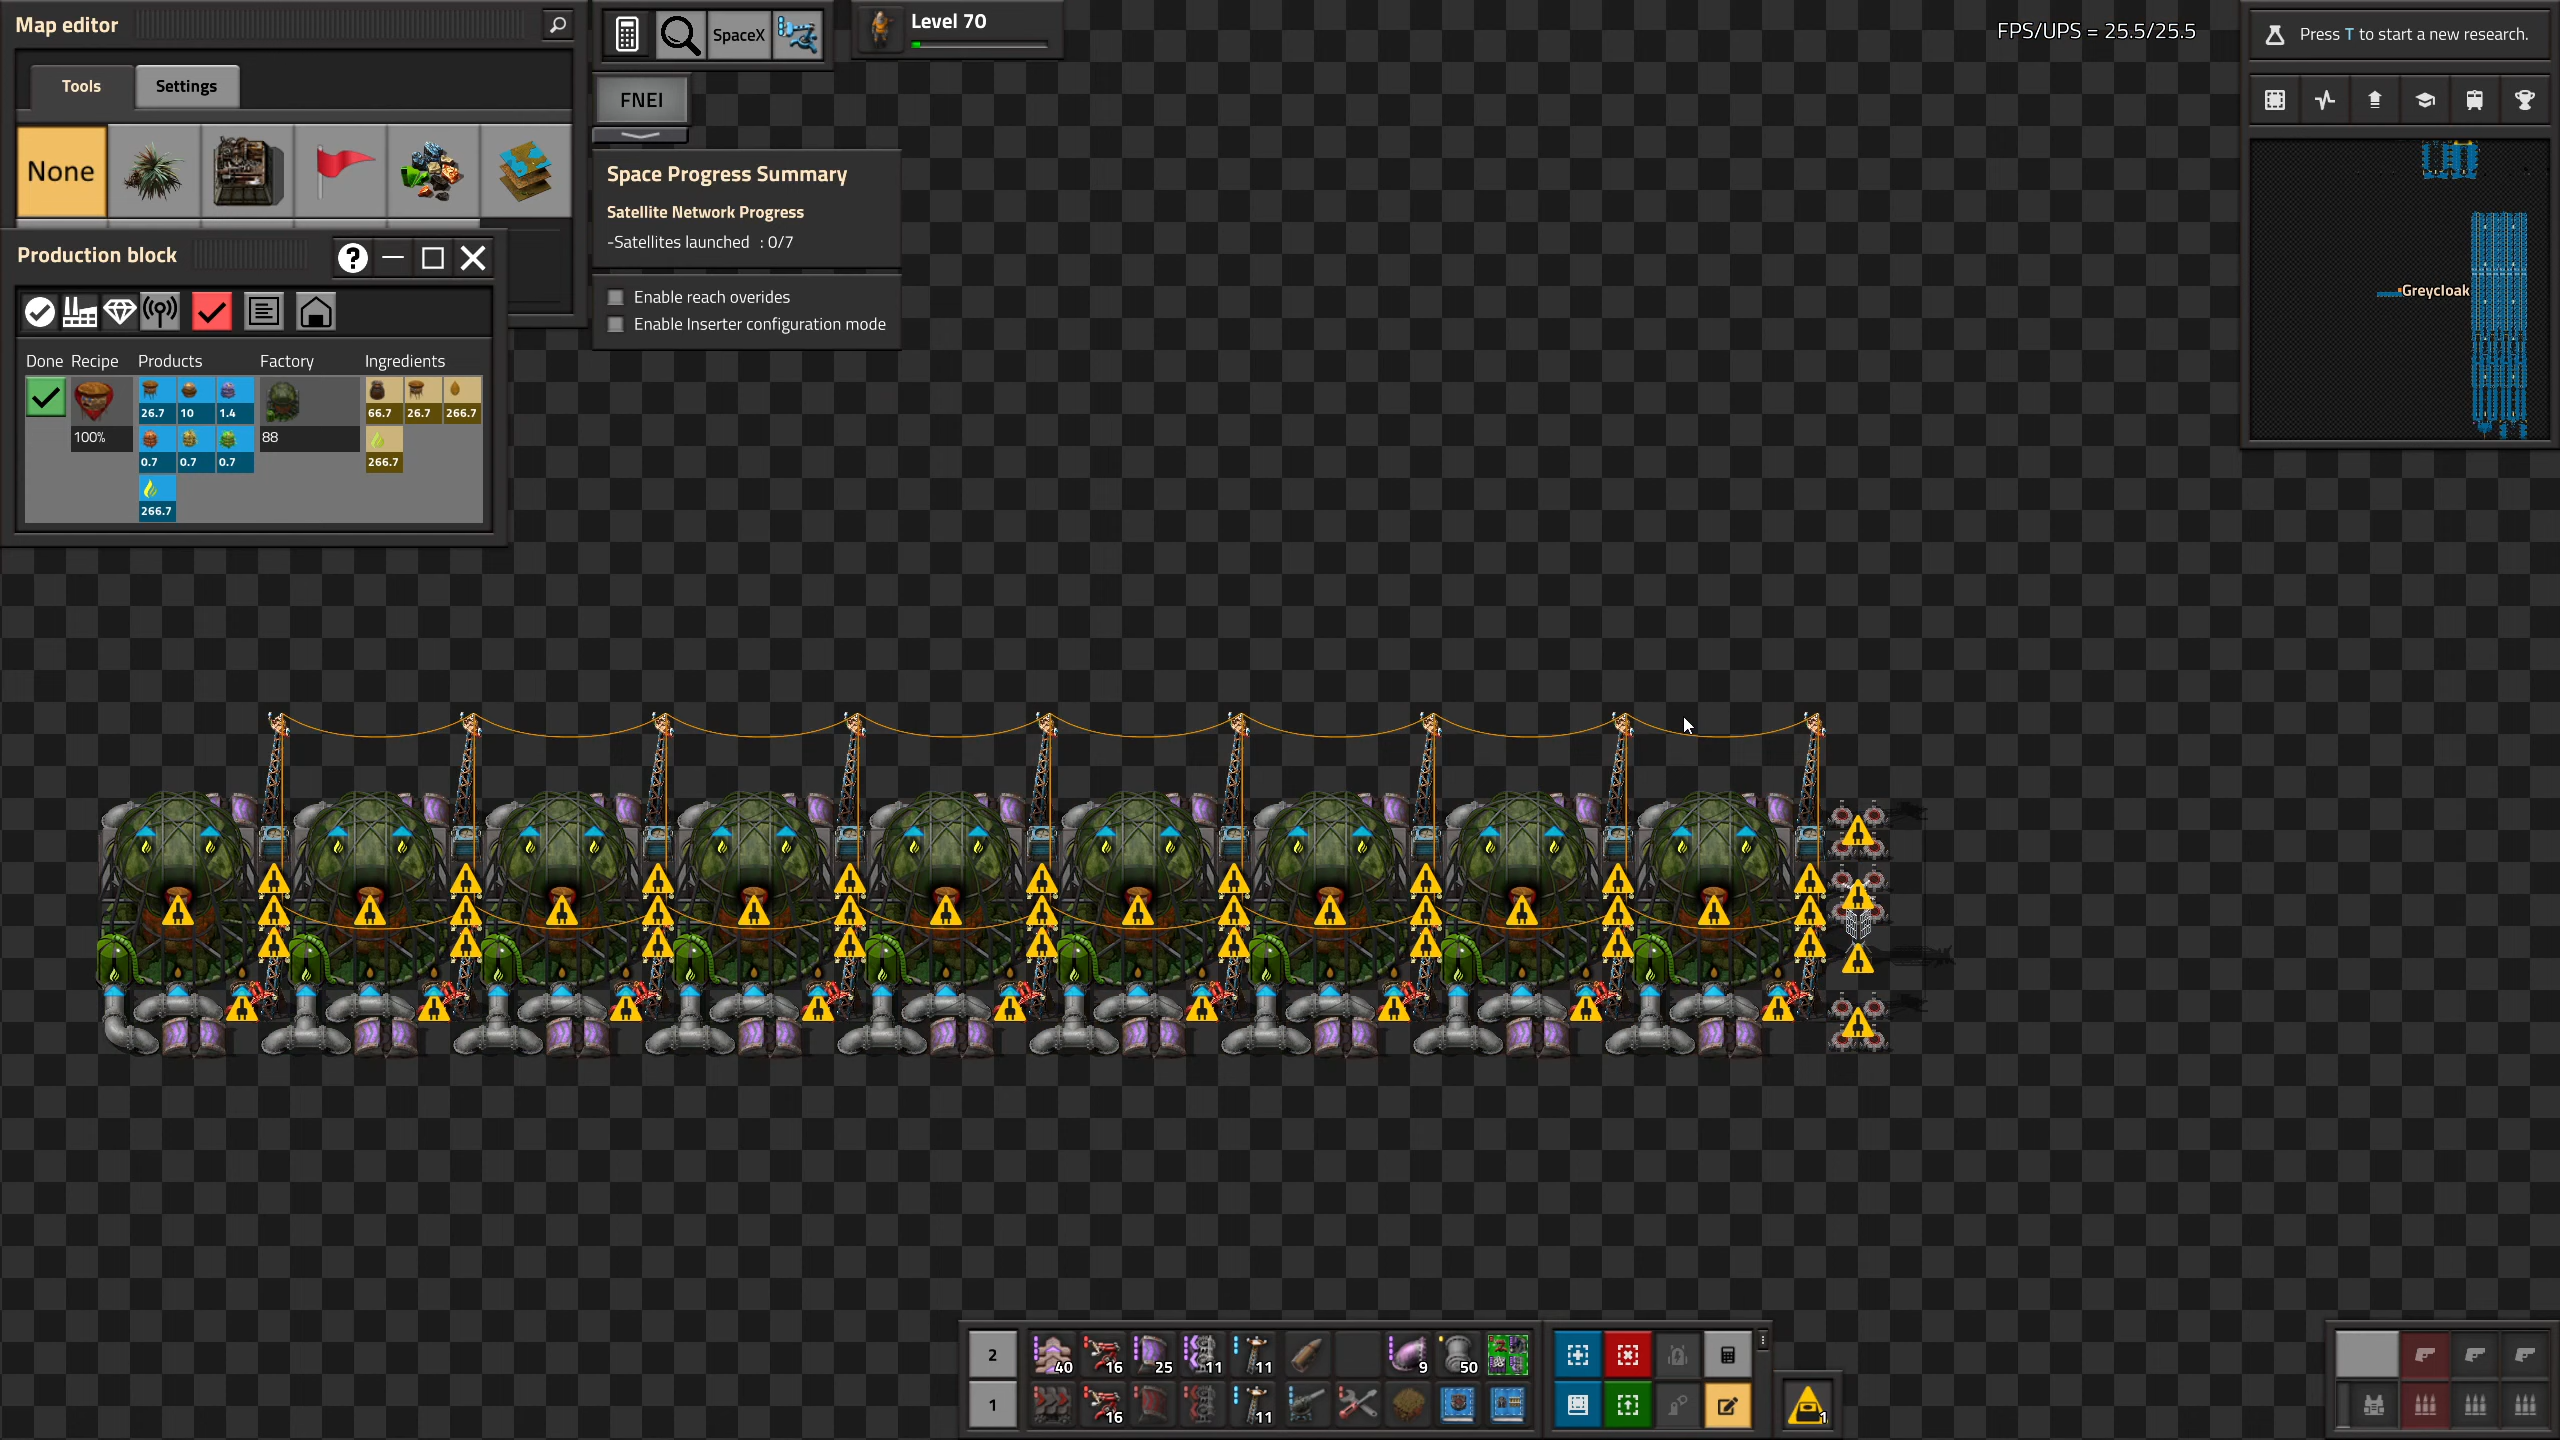 Map editor
SpaceX
Level 70
FPS/UPS = 25.5/25.5
Press T to start a new research.
Tools
Settings
FNEI
None
Space Progress Summary
Satellite Network Progress
-Satellites launched : 0/7
Production block
?
Enable reach overides
Enable Inserter configuration mode
Greycloak
Done Recipe Products Factory Ingredients
26.7 10 1.4 66.7 26.7 266.7
100% 88
0.7 0.7 0.7 266.7
266.7
2 40 16 25 11 11 9 50
1 16 11 1